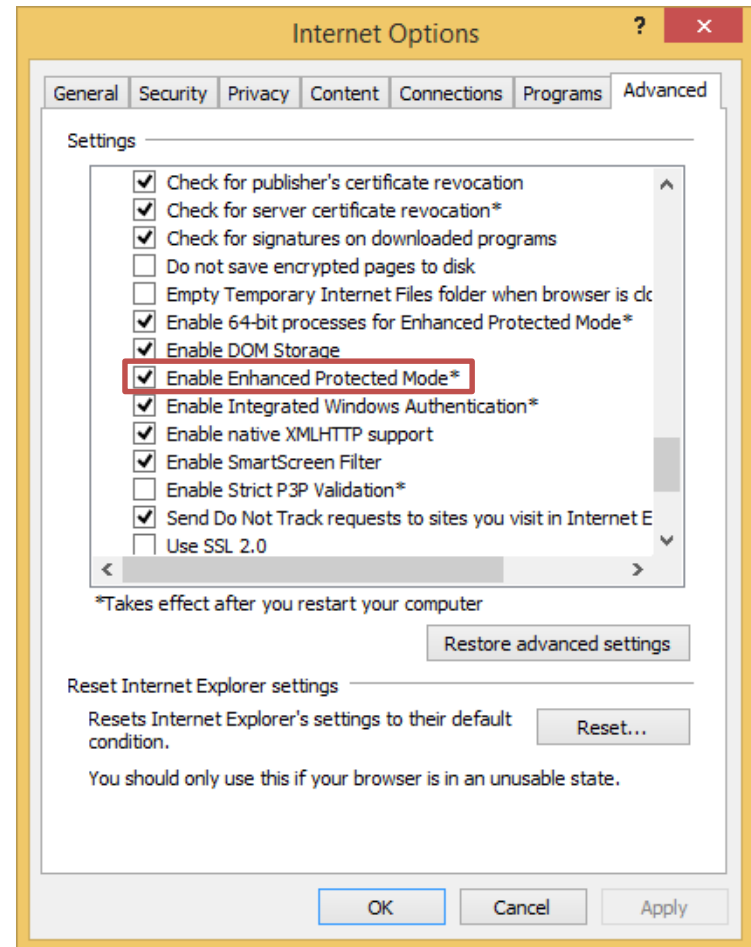 Internet Options
?
×
General Security Privacy Content Connections Programs Advanced
Settings
Check for publisher's certificate revocation
Check for server certificate revocation*
Check for signatures on downloaded programs
Do not save encrypted pages to disk
Empty Temporary Internet Files folder when browser is clo
Enable 64-bit processes for Enhanced Protected Mode*
Enable DOM Storage
Enable Enhanced Protected Mode*
Enable Integrated Windows Authentication*
Enable native XMLHTTP support
Enable SmartScreen Filter
Enable Strict P3P Validation*
Send Do Not Track requests to sites you visit in Internet E
Use SSL 2.0
*Takes effect after you restart your computer
Restore advanced settings
Reset Internet Explorer settings
Resets Internet Explorer's settings to their default
condition.
Reset...
You should only use this if your browser is in an unusable state.
OK Cancel Apply